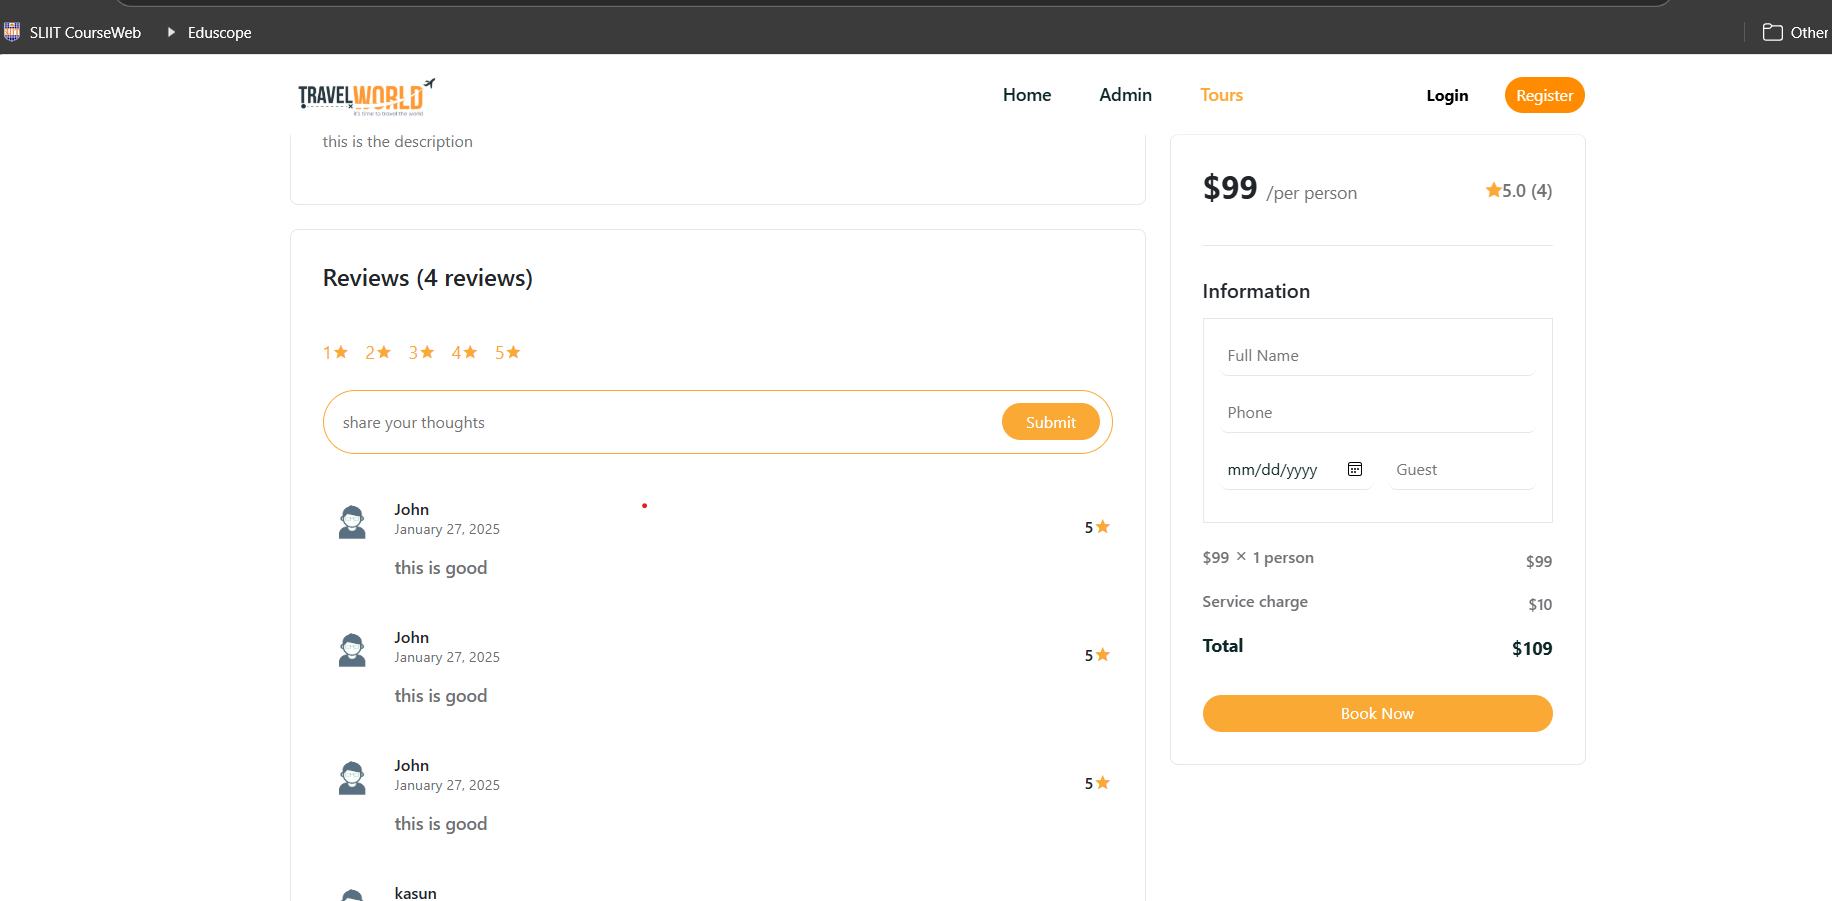 SLIIT CourseWeb
Eduscope
Other
TRAVELWORLD
it's time to travel the world
Home
Admin
Tours
Login
Register
this is the description
Reviews (4 reviews)
1★ 2★ 3★ 4★ 5★
share your thoughts
Submit
John
January 27, 2025
5★
this is good
John
January 27, 2025
5★
this is good
John
January 27, 2025
5★
this is good
kasun
$99 /per person
★5.0 (4)
Information
Full Name
Phone
mm/dd/yyyy
Guest
$99 × 1 person
$99
Service charge
$10
Total
$109
Book Now